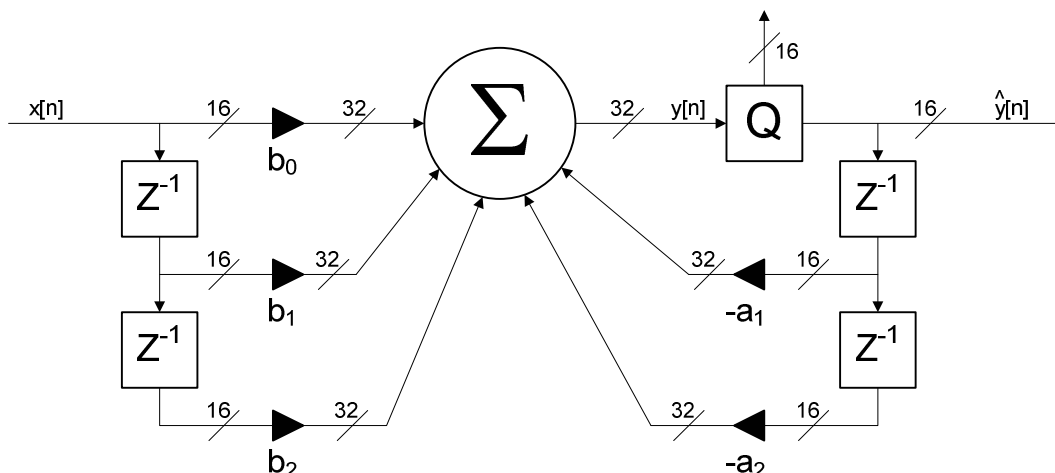 16
x[n] 16 32 Σ 32 y[n] Q 16 ŷ[n]
b₀
Z⁻¹ Z⁻¹
16 32 32 16
b₁ -a₁
Z⁻¹ Z⁻¹
16 32 32 16
b₂ -a₂